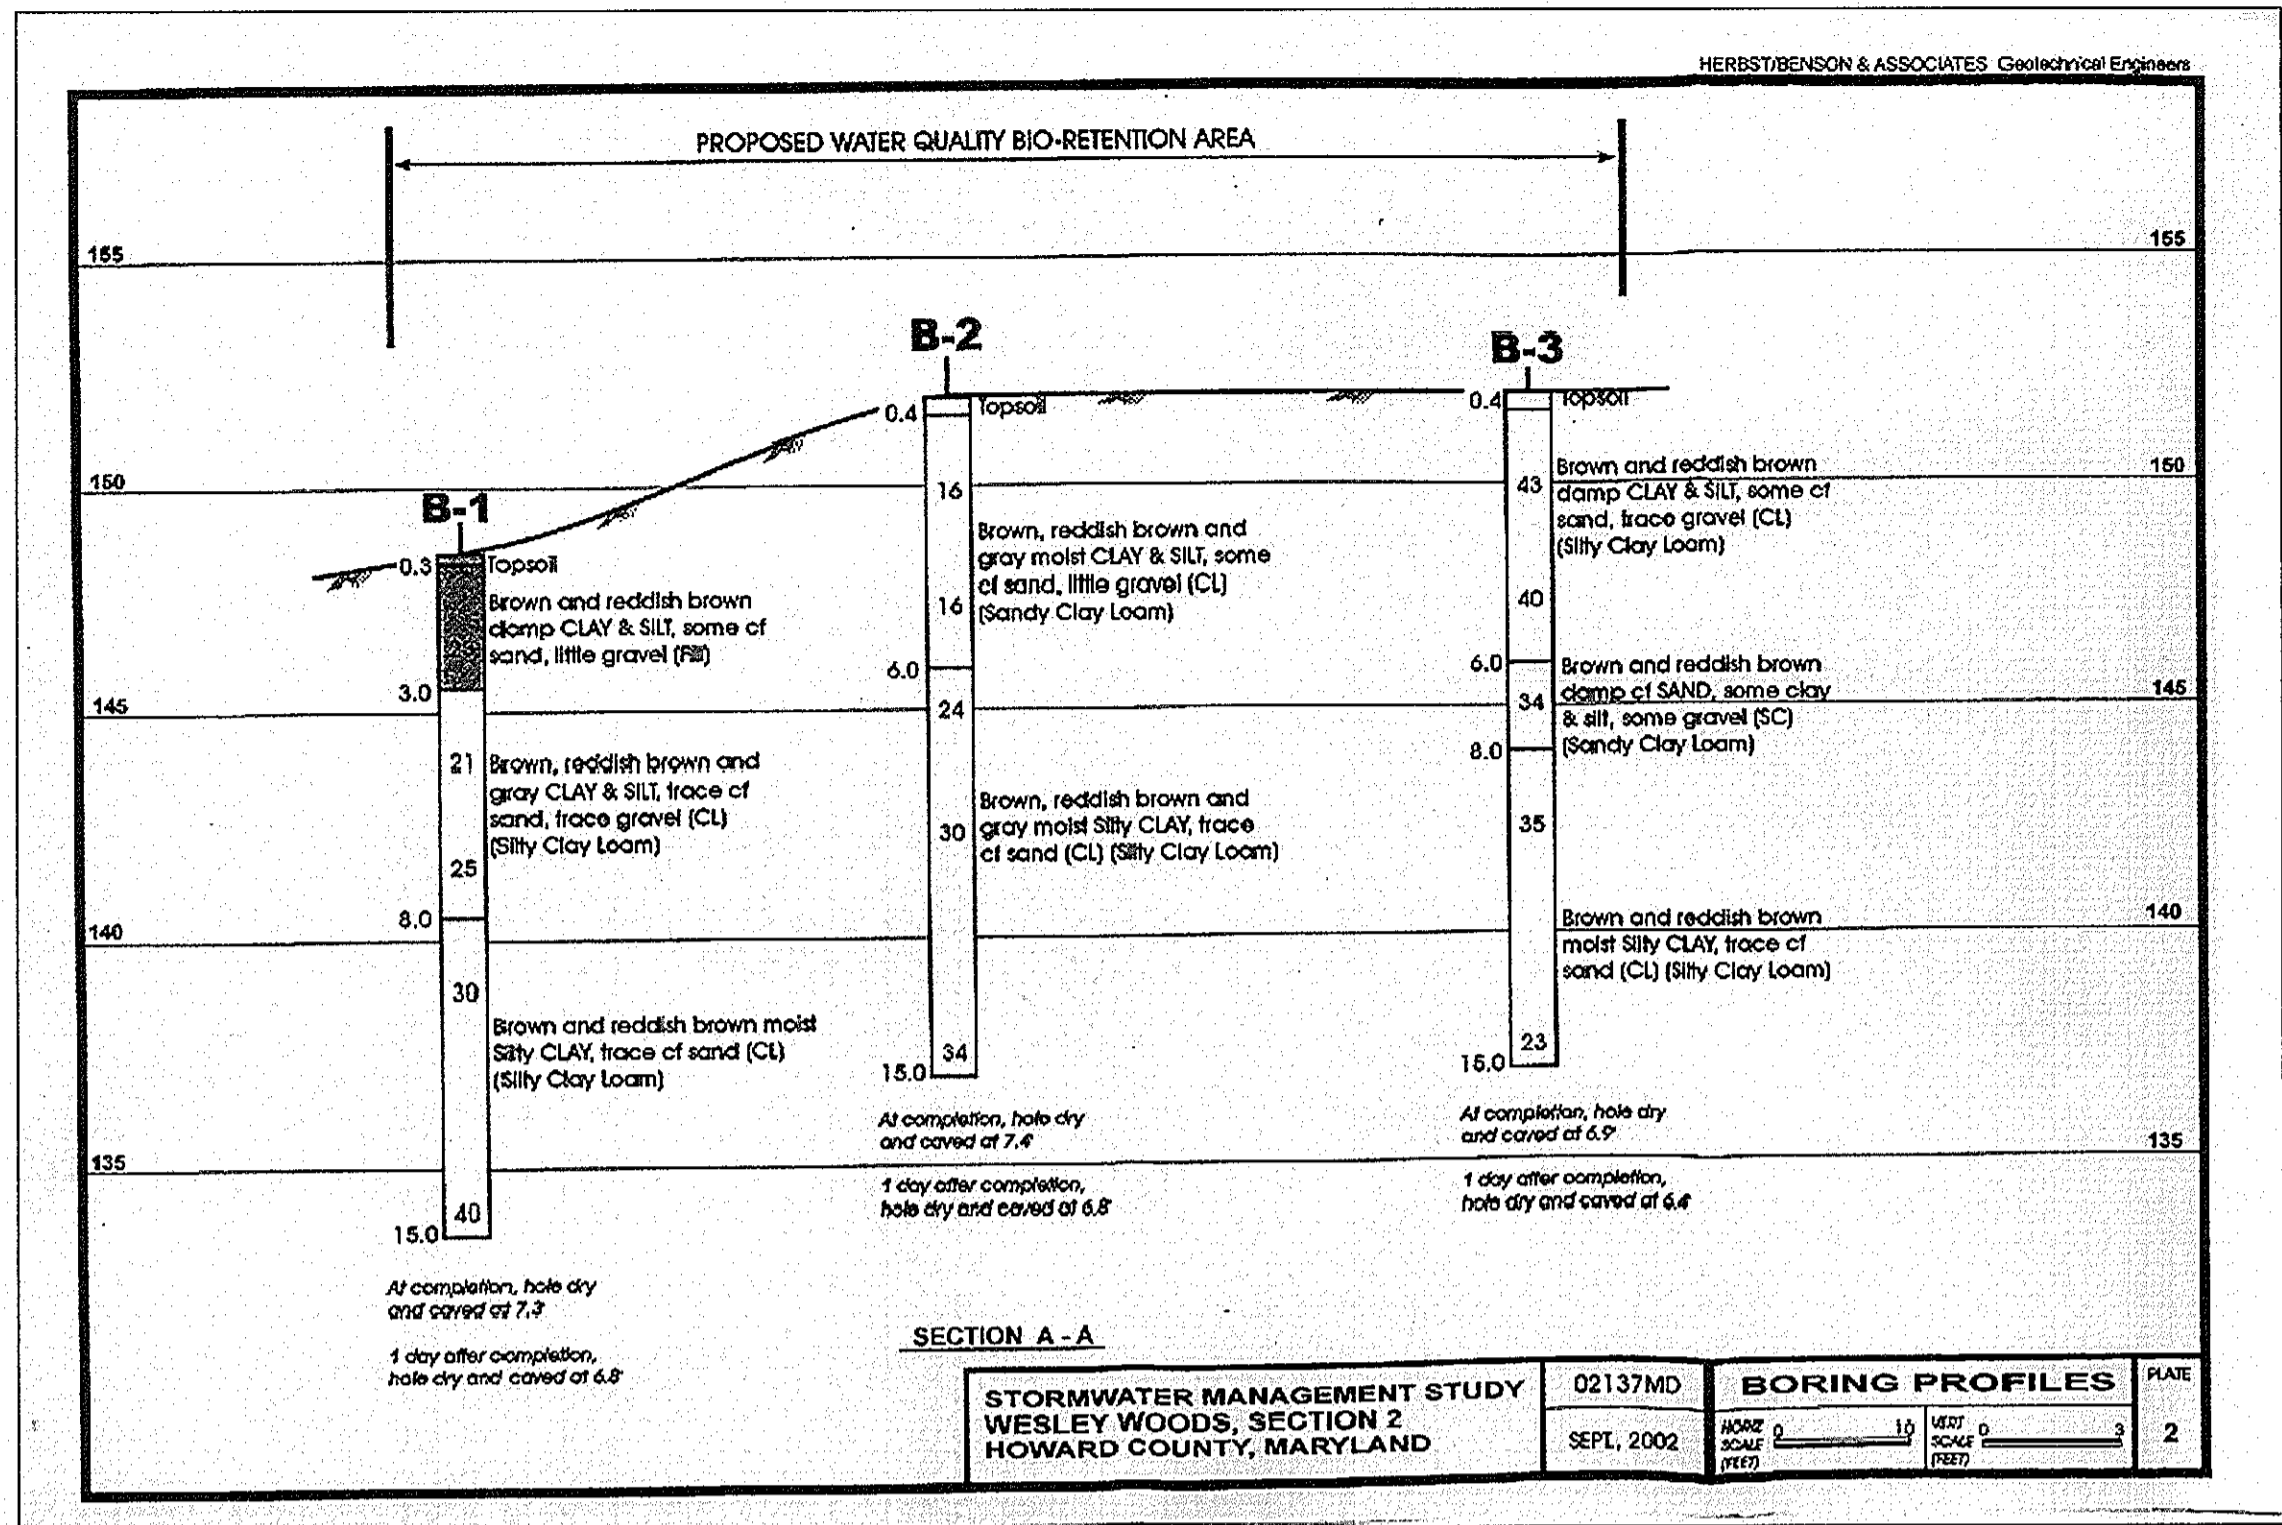 HERBST/BENSON & ASSOCIATES Geotechnical Engineers
PROPOSED WATER QUALITY BIO-RETENTION AREA
155
155
B-2
B-3
0.4
Topsoil
0.4
Topsoil
150
150
B-1
16
Brown, reddish brown and
gray moist CLAY & SILT, some
cf sand, little gravel (CL)
(Sandy Clay Loam)
16
6.0
24
43
Brown and reddish brown
damp CLAY & SILT, some cf
sand, trace gravel (CL)
(Silty Clay Loam)
40
6.0
Brown and reddish brown
damp cf SAND, some clay
& silt, some gravel (SC)
(Sandy Clay Loam)
34
8.0
0.3
Topsoil
Brown and reddish brown
damp CLAY & SILT, some cf
sand, little gravel (Fill)
3.0
145
145
21
Brown, reddish brown and
gray CLAY & SILT, trace cf
sand, trace gravel (CL)
(Silty Clay Loam)
25
8.0
30
Brown, reddish brown and
gray moist Silty CLAY, trace
cf sand (CL) (Silty Clay Loam)
35
140
140
30
Brown and reddish brown moist
Silty CLAY, trace cf sand (CL)
(Silty Clay Loam)
34
15.0
Brown and reddish brown
moist Silty CLAY, trace cf
sand (CL) (Silty Clay Loam)
23
15.0
At completion, hole dry
and caved at 7.4'
1 day after completion,
hole dry and caved at 6.8'
At completion, hole dry
and caved at 6.9'
1 day after completion,
hole dry and caved at 6.4'
135
135
40
15.0
At completion, hole dry
and caved at 7.3'
1 day after completion,
hole dry and caved at 6.8'
SECTION A - A
STORMWATER MANAGEMENT STUDY
WESLEY WOODS, SECTION 2
HOWARD COUNTY, MARYLAND
02137MD
SEPT., 2002
BORING PROFILES
HORIZ
SCALE
(FEET)
0 10
VERT
SCALE
(FEET)
0 3
PLATE
2